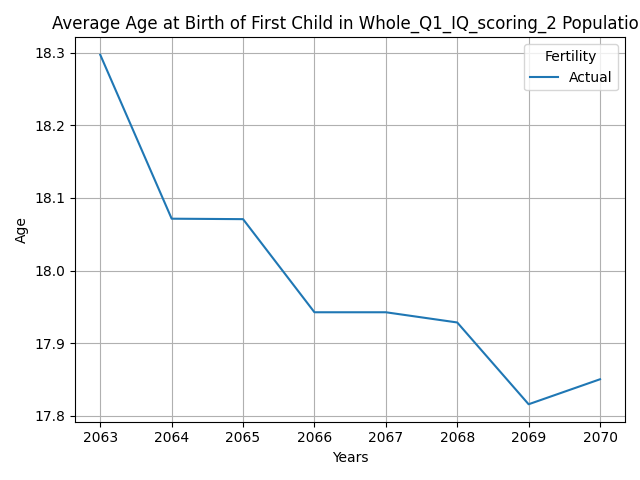 Average Age at Birth of First Child in Whole_Q1_IQ_scoring_2 Populatio
Fertility
Actual
18.3
18.2
18.1
18.0
17.9
17.8
Age
2063 2064 2065 2066 2067 2068 2069 2070
Years